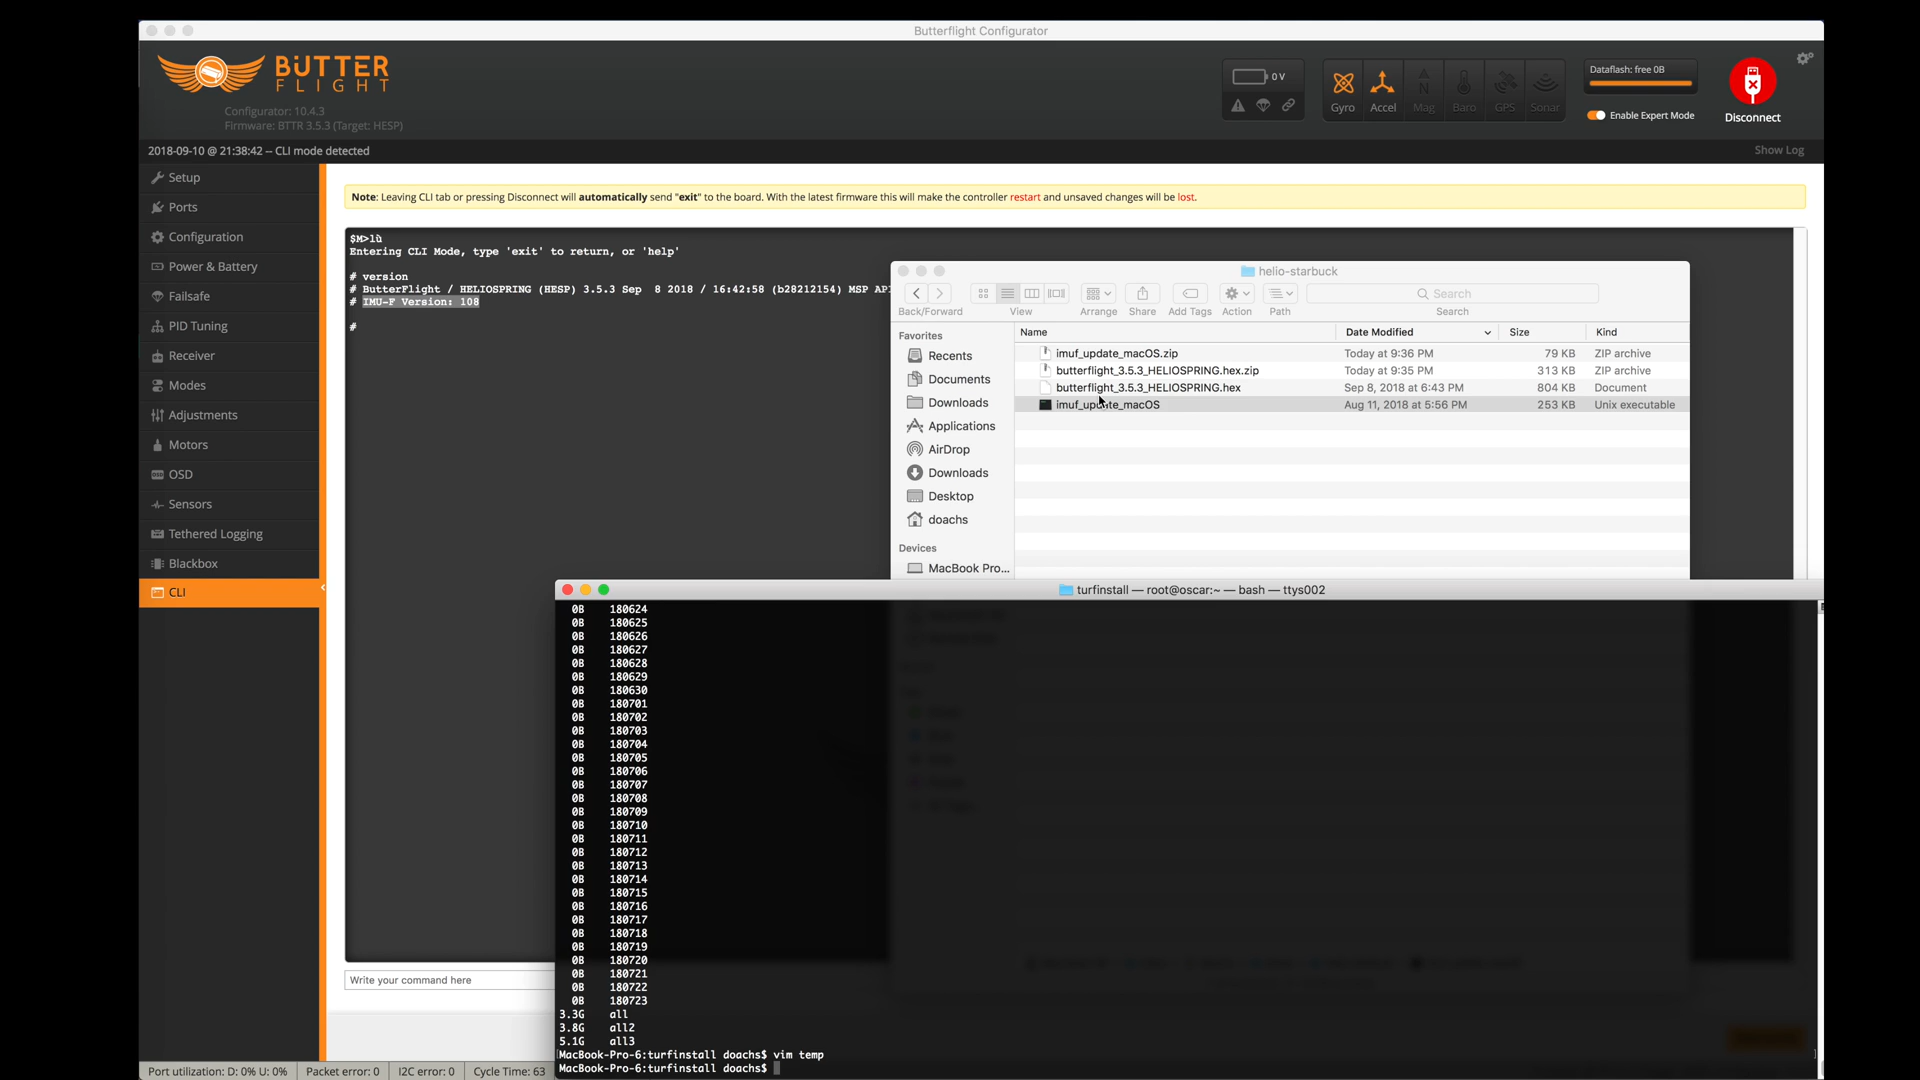 Butterflight Configurator
BUTTER
FLIGHT
Configurator: 10.4.3
Firmware: BTTR 3.5.3 (Target: HESP)
0 V
Gyro
Accel
Mag
Baro
GPS
Sonar
Dataflash: free 0B
Enable Expert Mode
Disconnect
2018-09-10 @ 21:38:42 -- CLI mode detected
Show Log
Setup
Ports
Configuration
Power & Battery
Failsafe
PID Tuning
Receiver
Modes
Adjustments
Motors
OSD
Sensors
Tethered Logging
Blackbox
CLI
Note: Leaving CLI tab or pressing Disconnect will automatically send "exit" to the board. With the latest firmware this will make the controller restart and unsaved changes will be lost.
$M>lù
Entering CLI Mode, type 'exit' to return, or 'help'
# version
# ButterFlight / HELIOSPRING (HESP) 3.5.3 Sep 8 2018 / 16:42:58 (b28212154) MSP API
# IMU-F Version: 108
#
Write your command here
helio-starbuck
Back/Forward
View
Arrange
Share
Add Tags
Action
Path
Search
Search
Favorites
Recents
Documents
Downloads
Applications
AirDrop
Downloads
Desktop
doachs
Devices
MacBook Pro...
Name Date Modified Size Kind
imuf_update_macOS.zip Today at 9:36 PM 79 KB ZIP archive
butterflight_3.5.3_HELIOSPRING.hex.zip Today at 9:35 PM 313 KB ZIP archive
butterflight_3.5.3_HELIOSPRING.hex Sep 8, 2018 at 6:43 PM 804 KB Document
imuf_update_macOS Aug 11, 2018 at 5:56 PM 253 KB Unix executable
turfinstall — root@oscar:~ — bash — ttys002
0B 180624
0B 180625
0B 180626
0B 180627
0B 180628
0B 180629
0B 180630
0B 180701
0B 180702
0B 180703
0B 180704
0B 180705
0B 180706
0B 180707
0B 180708
0B 180709
0B 180710
0B 180711
0B 180712
0B 180713
0B 180714
0B 180715
0B 180716
0B 180717
0B 180718
0B 180719
0B 180720
0B 180721
0B 180722
0B 180723
3.3G all
3.8G all2
5.1G all3
[MacBook-Pro-6:turfinstall doachs$ vim temp ]
MacBook-Pro-6:turfinstall doachs$
Port utilization: D: 0% U: 0%
Packet error: 0
I2C error: 0
Cycle Time: 63